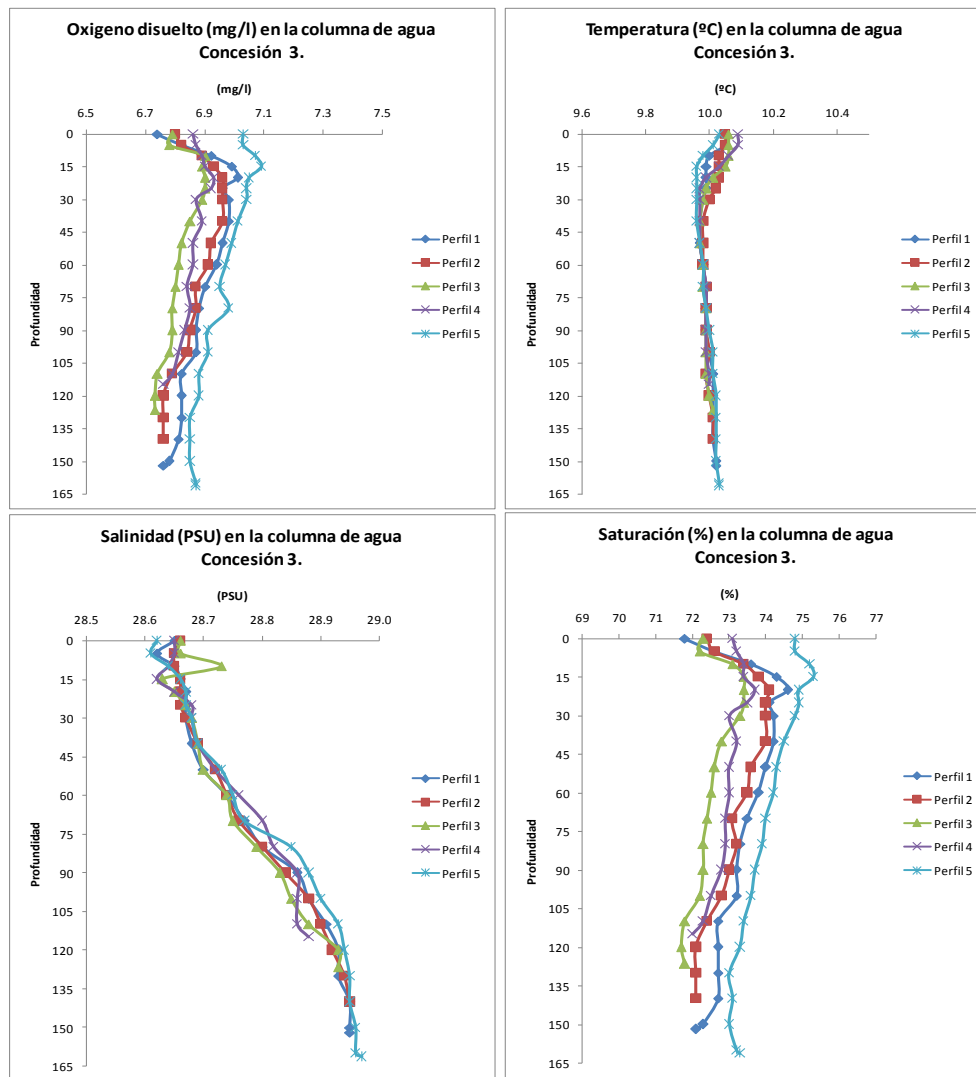 Oxigeno disuelto (mg/l) en la columna de agua
Concesión 3.
(mg/l)
6.5 6.7 6.9 7.1 7.3 7.5
0
15
30
45
60
75
90
105
120
135
150
165
Profundidad
Perfil 1
Perfil 2
Perfil 3
Perfil 4
Perfil 5
Temperatura (ºC) en la columna de agua
Concesión 3.
(ºC)
9.6 9.8 10.0 10.2 10.4
0
15
30
45
60
75
90
105
120
135
150
165
Profundidad
Perfil 1
Perfil 2
Perfil 3
Perfil 4
Perfil 5
Salinidad (PSU) en la columna de agua
Concesión 3.
(PSU)
28.5 28.6 28.7 28.8 28.9 29.0
0
15
30
45
60
75
90
105
120
135
150
165
Profundidad
Perfil 1
Perfil 2
Perfil 3
Perfil 4
Perfil 5
Saturación (%) en la columna de agua
Concesion 3.
(%)
69 70 71 72 73 74 75 76 77
0
15
30
45
60
75
90
105
120
135
150
165
Profundidad
Perfil 1
Perfil 2
Perfil 3
Perfil 4
Perfil 5